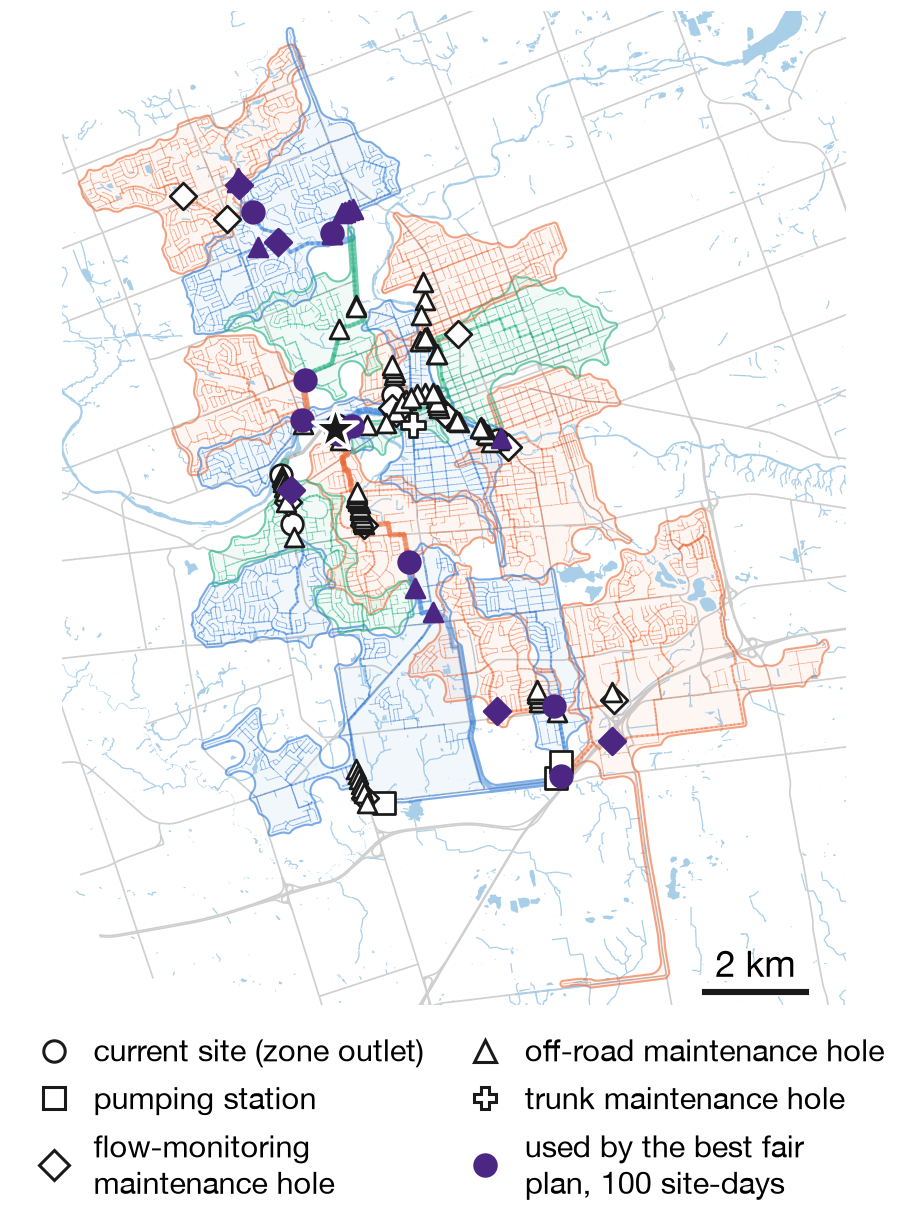 2 km
current site (zone outlet)
off-road maintenance hole
pumping station
trunk maintenance hole
flow-monitoring
maintenance hole
used by the best fair
plan, 100 site-days